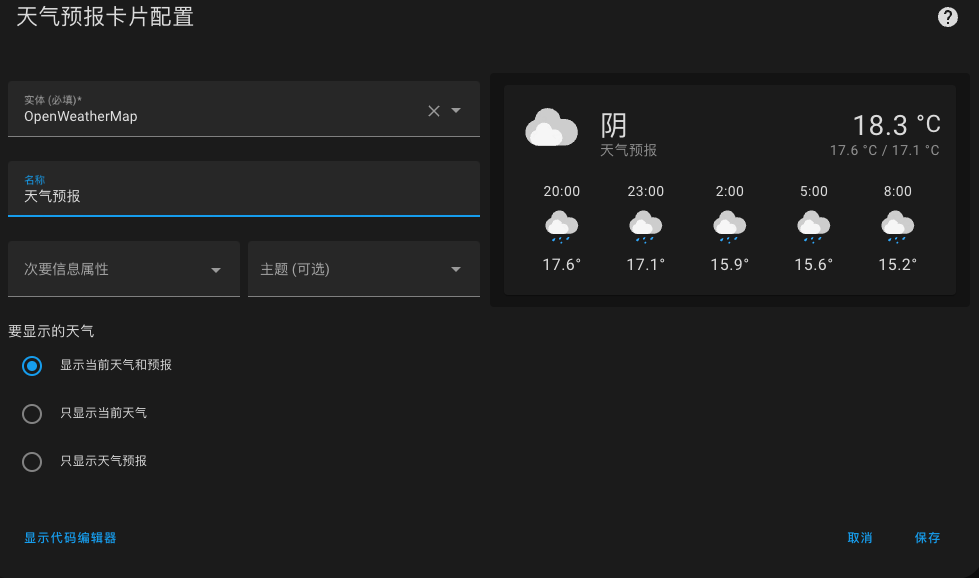 天气预报卡片配置
?
实体 (必填)*
OpenWeatherMap
名称
天气预报
次要信息属性
主题 (可选)
要显示的天气
显示当前天气和预报
只显示当前天气
只显示天气预报
阴
天气预报
18.3 °C
17.6 °C / 17.1 °C
20:00 23:00 2:00 5:00 8:00
17.6° 17.1° 15.9° 15.6° 15.2°
显示代码编辑器
取消 保存